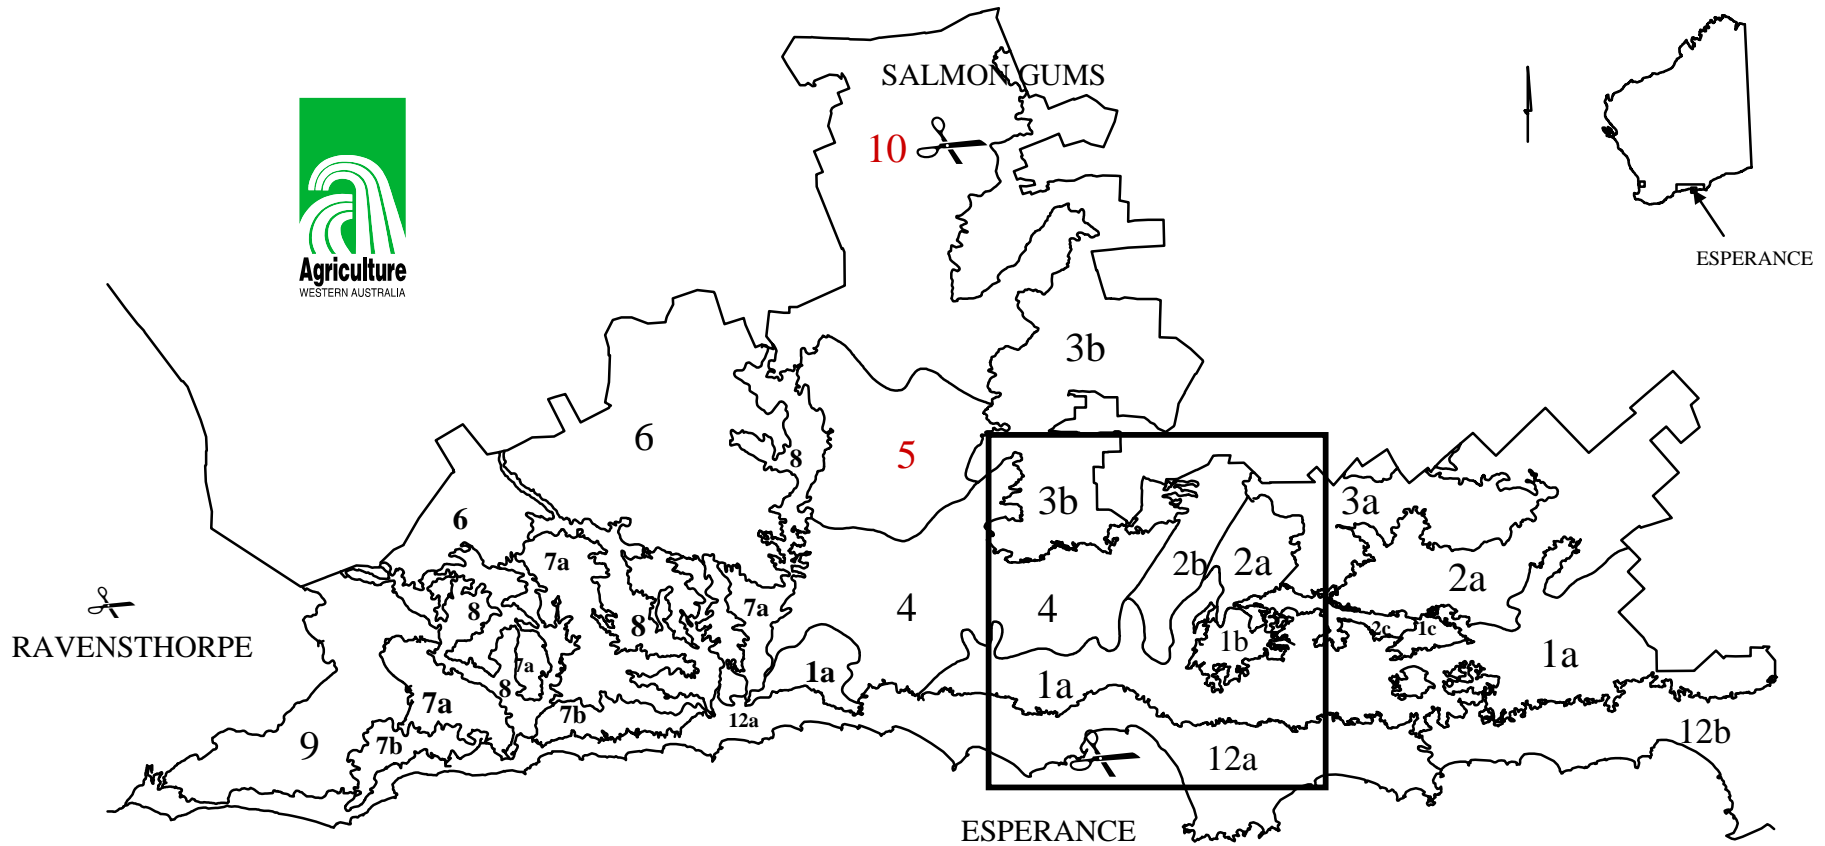 SALMON GUMS
10
Agriculture
WESTERN AUSTRALIA
ESPERANCE
3b
6
5
8
3b
3a
6
7a
2b
2a
2a
8
8
7a
4
4
1b
2c
1c
RAVENSTHORPE
7a
8
1a
1a
1a
7a
7b
12a
7b
9
12a
12b
ESPERANCE